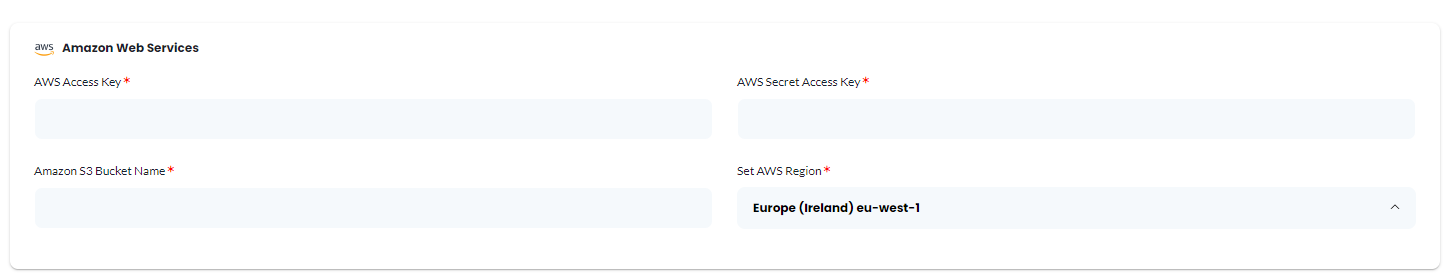 aws Amazon Web Services
AWS Access Key* AWS Secret Access Key*
Amazon S3 Bucket Name* Set AWS Region*
Europe (Ireland) eu-west-1